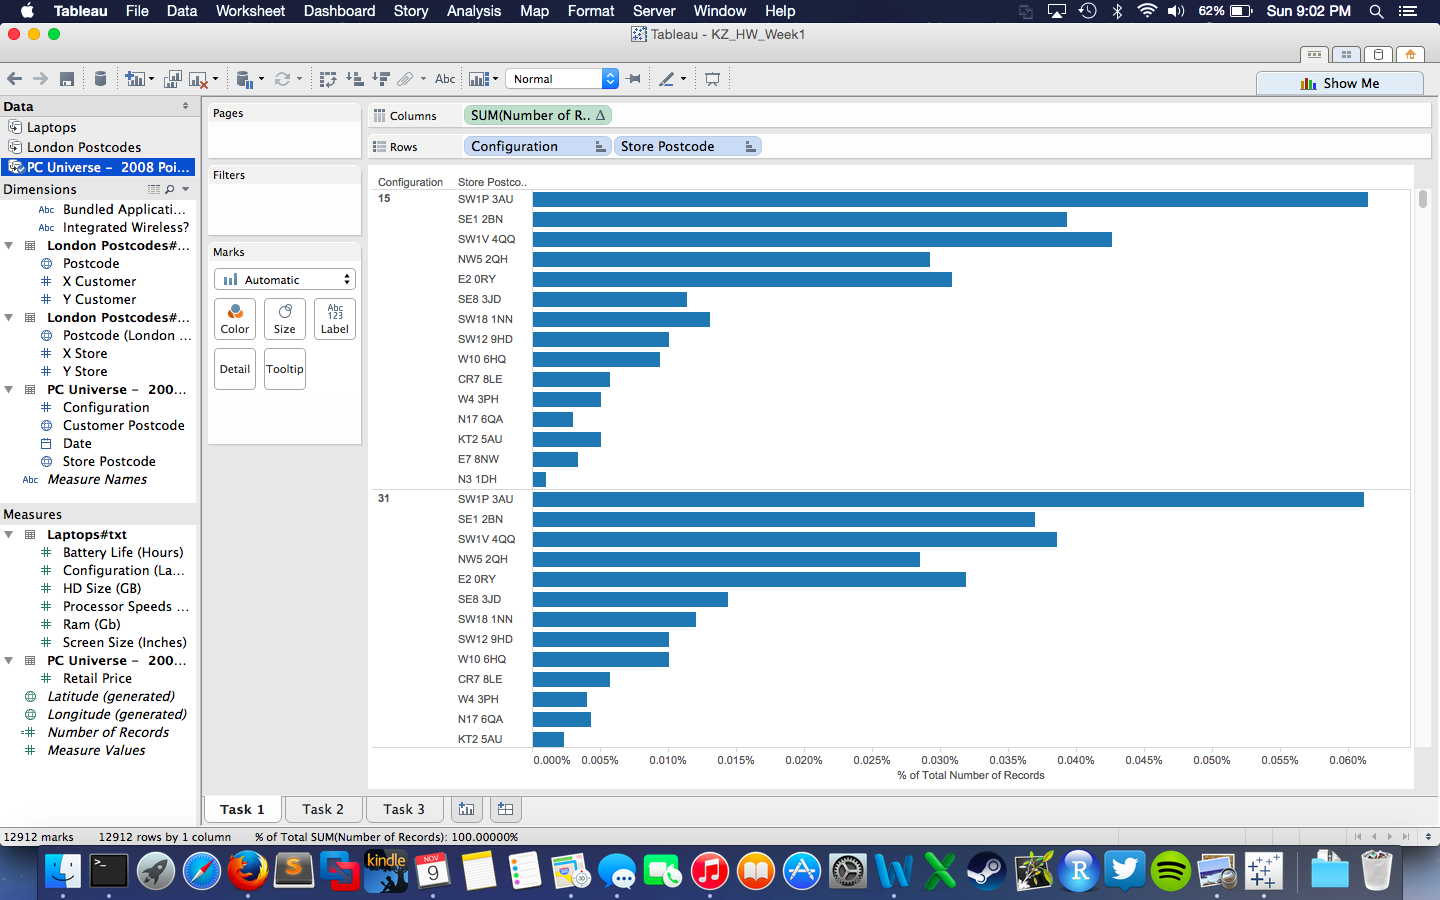 Tableau File Data Worksheet Dashboard Story Analysis Map Format Server Window Help 62% Sun 9:02 PM
Tableau - KZ_HW_Week1
Abc Normal Show Me
Data
Laptops
London Postcodes
PC Universe - 2008 Poi...
Dimensions
Abc Bundled Applicati...
Abc Integrated Wireless?
London Postcodes#...
Postcode
X Customer
Y Customer
London Postcodes#...
Postcode (London ...
X Store
Y Store
PC Universe - 200...
Configuration
Customer Postcode
Date
Store Postcode
Abc Measure Names
Measures
Laptops#txt
Battery Life (Hours)
Configuration (La...
HD Size (GB)
Processor Speeds ...
Ram (Gb)
Screen Size (Inches)
PC Universe - 200...
Retail Price
Latitude (generated)
Longitude (generated)
Number of Records
Measure Values
Pages
Filters
Marks
Automatic
Abc
123
Color Size Label
Detail Tooltip
Columns SUM(Number of R.. Δ
Rows Configuration Store Postcode
Configuration Store Postco..
15 SW1P 3AU
SE1 2BN
SW1V 4QQ
NW5 2QH
E2 0RY
SE8 3JD
SW18 1NN
SW12 9HD
W10 6HQ
CR7 8LE
W4 3PH
N17 6QA
KT2 5AU
E7 8NW
N3 1DH
31 SW1P 3AU
SE1 2BN
SW1V 4QQ
NW5 2QH
E2 0RY
SE8 3JD
SW18 1NN
SW12 9HD
W10 6HQ
CR7 8LE
W4 3PH
N17 6QA
KT2 5AU
0.000% 0.005% 0.010% 0.015% 0.020% 0.025% 0.030% 0.035% 0.040% 0.045% 0.050% 0.055% 0.060%
% of Total Number of Records
Task 1 Task 2 Task 3
12912 marks 12912 rows by 1 column % of Total SUM(Number of Records): 100.00000%
kindle
NOV
9
R